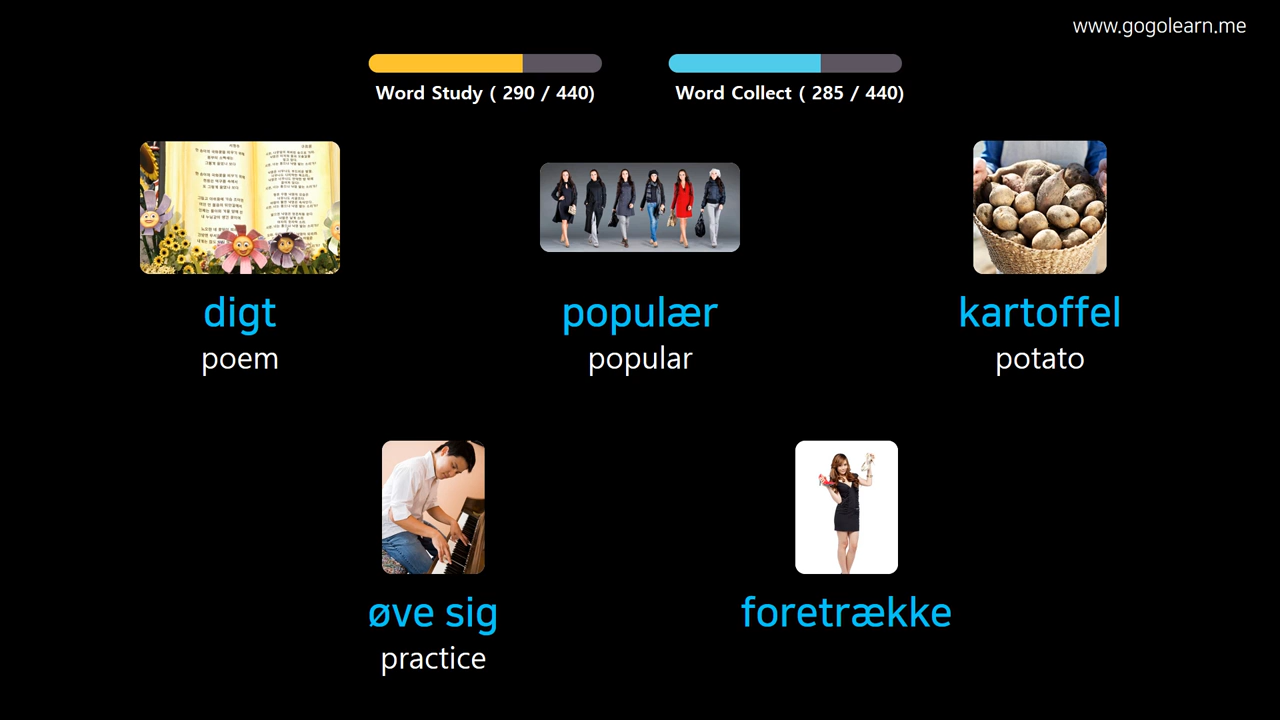 www.gogolearn.me
Word Study ( 290 / 440)
Word Collect ( 285 / 440)
digt
poem
populær
popular
kartoffel
potato
øve sig
practice
foretrække